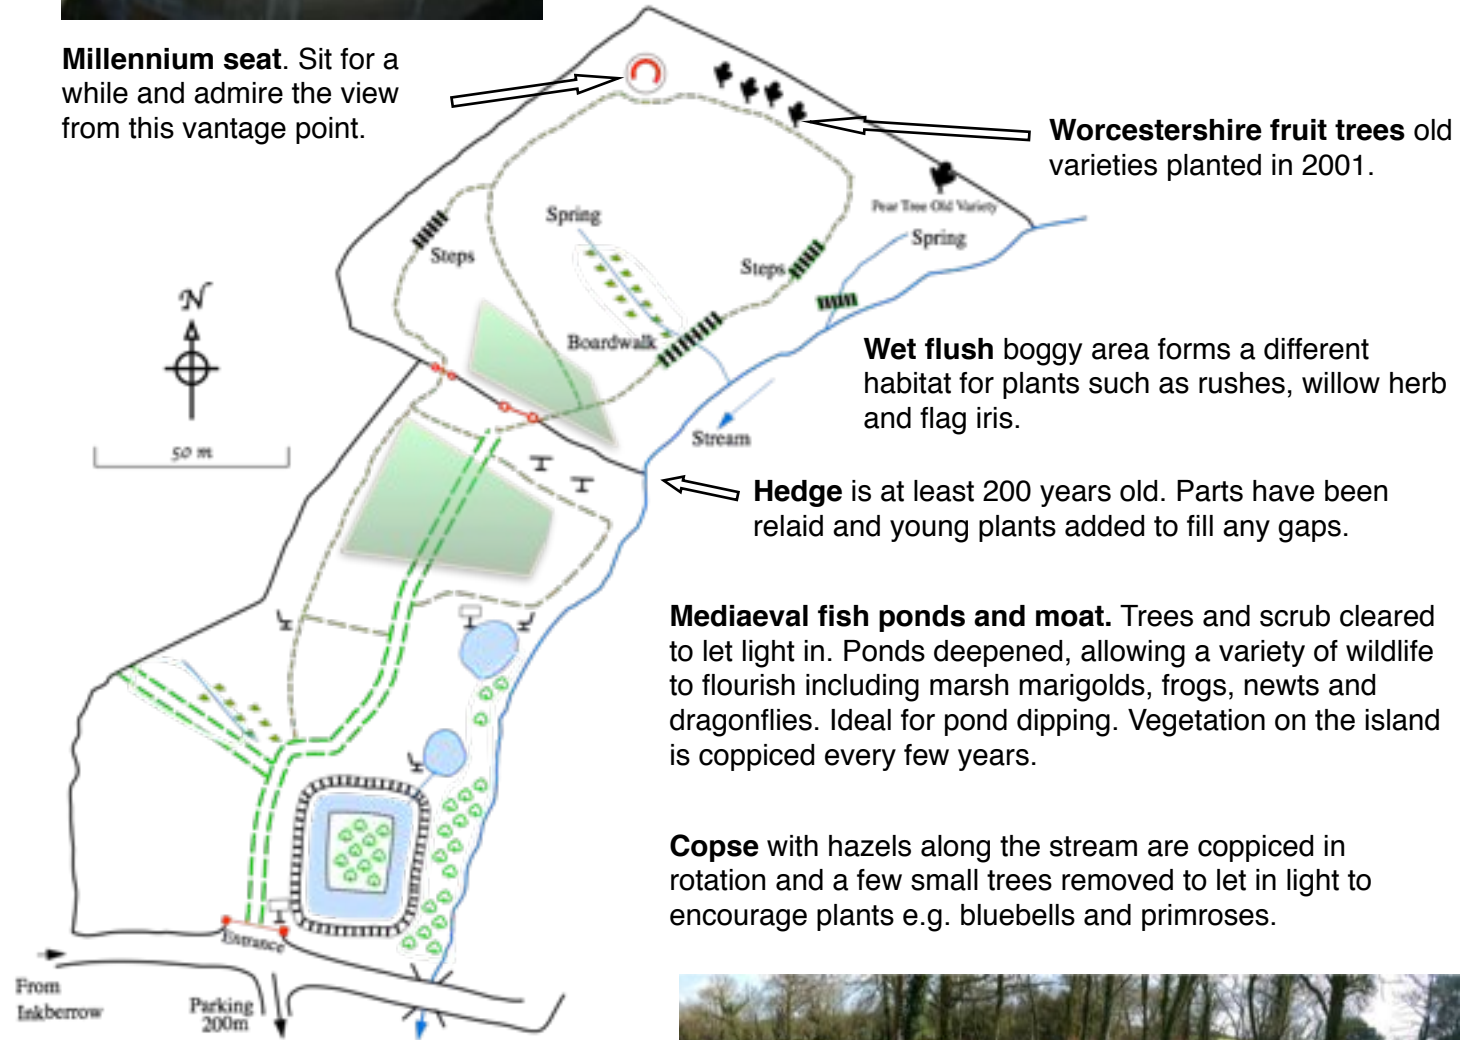 Millennium seat. Sit for a
while and admire the view
from this vantage point.
Worcestershire fruit trees old
varieties planted in 2001.
Pear Tree Old Variety
Spring
Spring
Steps
Steps
N
Boardwalk
Wet flush boggy area forms a different
habitat for plants such as rushes, willow herb
and flag iris.
Stream
50 m
Hedge is at least 200 years old. Parts have been
relaid and young plants added to fill any gaps.
Mediaeval fish ponds and moat. Trees and scrub cleared
to let light in. Ponds deepened, allowing a variety of wildlife
to flourish including marsh marigolds, frogs, newts and
dragonflies. Ideal for pond dipping. Vegetation on the island
is coppiced every few years.
Copse with hazels along the stream are coppiced in
rotation and a few small trees removed to let in light to
encourage plants e.g. bluebells and primroses.
Entrance
From
Inkberrow
Parking
200m